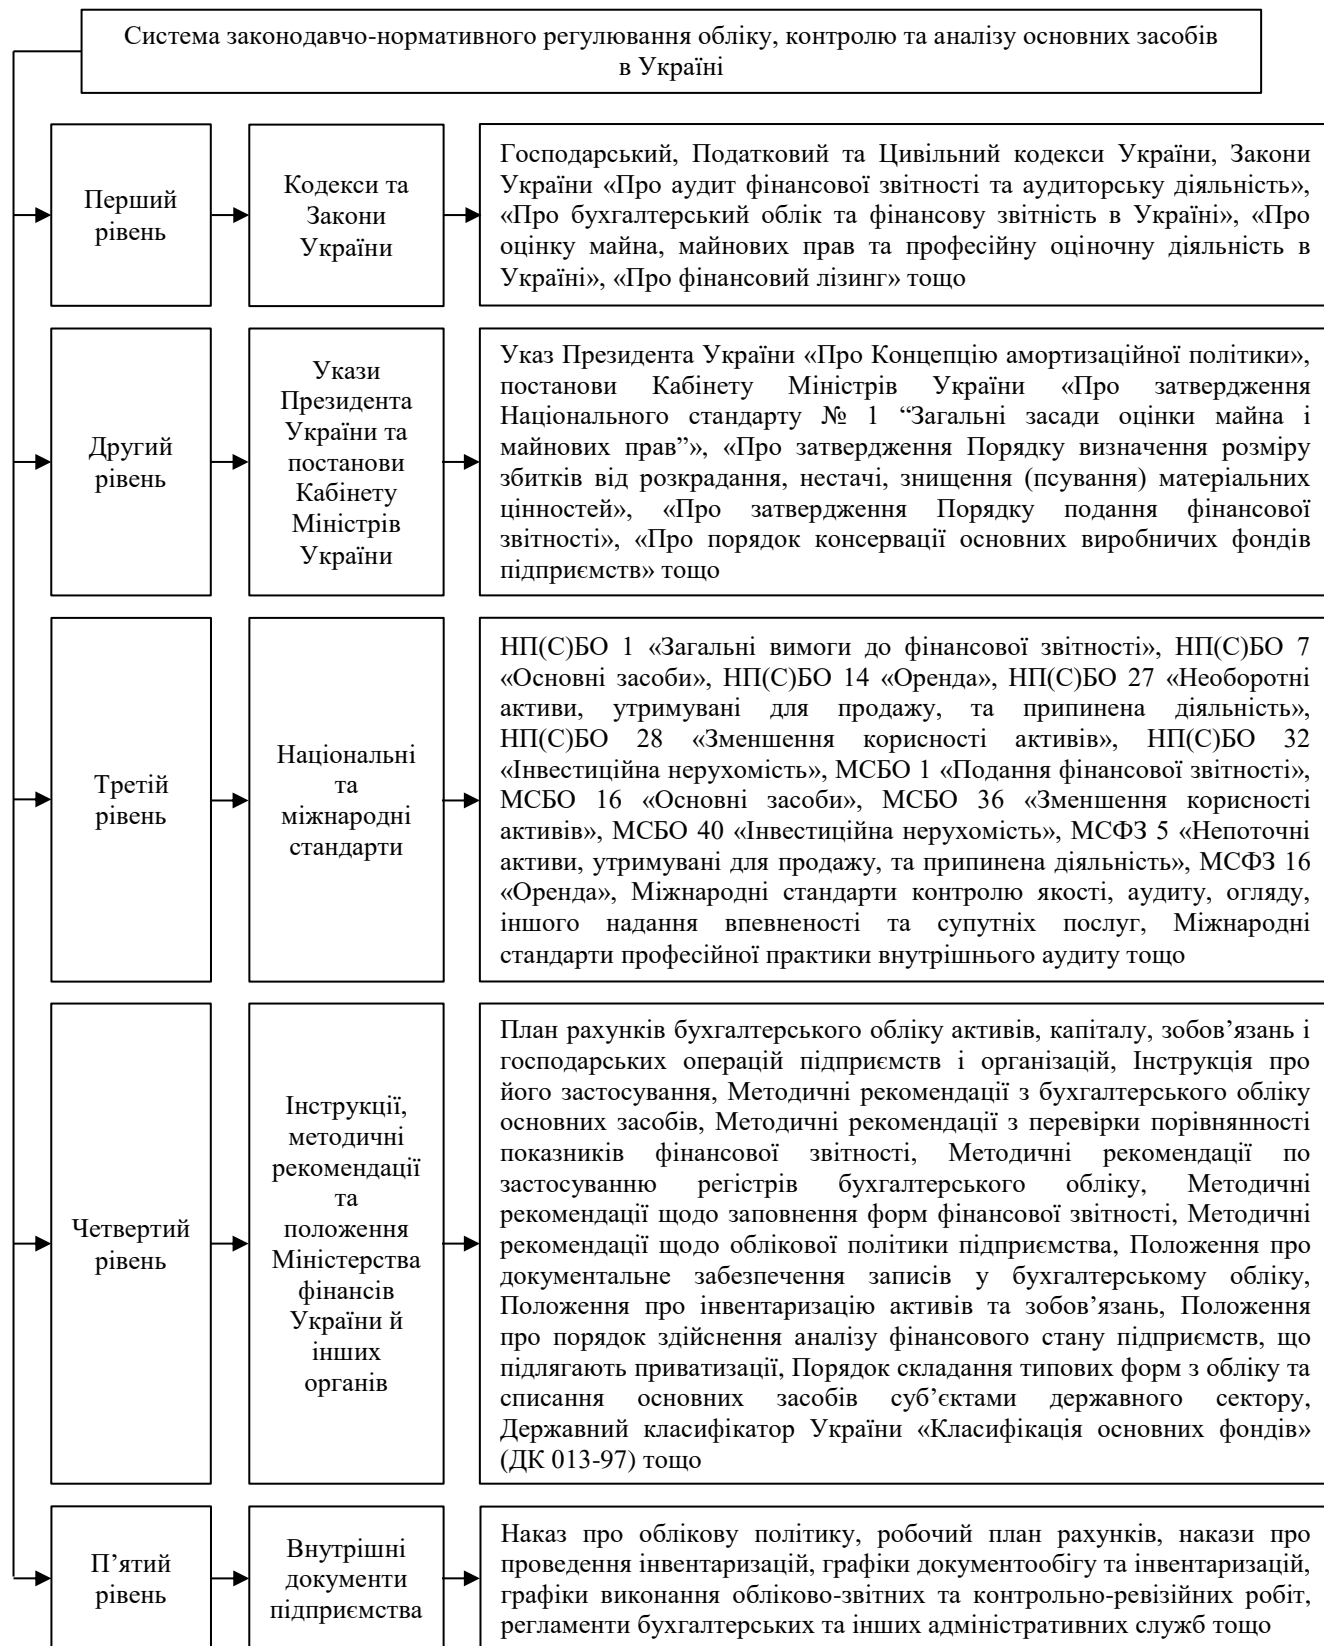 Система законодавчо-нормативного регулювання обліку, контролю та аналізу основних засобів
в Україні
Перший
рівень
Кодекси та
Закони
України
Господарський, Податковий та Цивільний кодекси України, Закони
України «Про аудит фінансової звітності та аудиторську діяльність»,
«Про бухгалтерський облік та фінансову звітність в Україні», «Про
оцінку майна, майнових прав та професійну оціночну діяльність в
Україні», «Про фінансовий лізинг» тощо
Другий
рівень
Укази
Президента
України та
постанови
Кабінету
Міністрів
України
Указ Президента України «Про Концепцію амортизаційної політики»,
постанови Кабінету Міністрів України «Про затвердження
Національного стандарту № 1 “Загальні засади оцінки майна і
майнових прав”», «Про затвердження Порядку визначення розміру
збитків від розкрадання, нестачі, знищення (псування) матеріальних
цінностей», «Про затвердження Порядку подання фінансової
звітності», «Про порядок консервації основних виробничих фондів
підприємств» тощо
Третій
рівень
Національні
та
міжнародні
стандарти
НП(С)БО 1 «Загальні вимоги до фінансової звітності», НП(С)БО 7
«Основні засоби», НП(С)БО 14 «Оренда», НП(С)БО 27 «Необоротні
активи, утримувані для продажу, та припинена діяльність»,
НП(С)БО 28 «Зменшення корисності активів», НП(С)БО 32
«Інвестиційна нерухомість», МСБО 1 «Подання фінансової звітності»,
МСБО 16 «Основні засоби», МСБО 36 «Зменшення корисності
активів», МСБО 40 «Інвестиційна нерухомість», МСФЗ 5 «Непоточні
активи, утримувані для продажу, та припинена діяльність», МСФЗ 16
«Оренда», Міжнародні стандарти контролю якості, аудиту, огляду,
іншого надання впевненості та супутніх послуг, Міжнародні
стандарти професійної практики внутрішнього аудиту тощо
Четвертий
рівень
Інструкції,
методичні
рекомендації
та
положення
Міністерства
фінансів
України й
інших
органів
План рахунків бухгалтерського обліку активів, капіталу, зобов’язань і
господарських операцій підприємств і організацій, Інструкція про
його застосування, Методичні рекомендації з бухгалтерського обліку
основних засобів, Методичні рекомендації з перевірки порівнянності
показників фінансової звітності, Методичні рекомендації по
застосуванню регістрів бухгалтерського обліку, Методичні
рекомендації щодо заповнення форм фінансової звітності, Методичні
рекомендації щодо облікової політики підприємства, Положення про
документальне забезпечення записів у бухгалтерському обліку,
Положення про інвентаризацію активів та зобов’язань, Положення
про порядок здійснення аналізу фінансового стану підприємств, що
підлягають приватизації, Порядок складання типових форм з обліку та
списання основних засобів суб’єктами державного сектору,
Державний класифікатор України «Класифікація основних фондів»
(ДК 013-97) тощо
П’ятий
рівень
Внутрішні
документи
підприємства
Наказ про облікову політику, робочий план рахунків, накази про
проведення інвентаризацій, графіки документообігу та інвентаризацій,
графіки виконання обліково-звітних та контрольно-ревізійних робіт,
регламенти бухгалтерських та інших адміністративних служб тощо